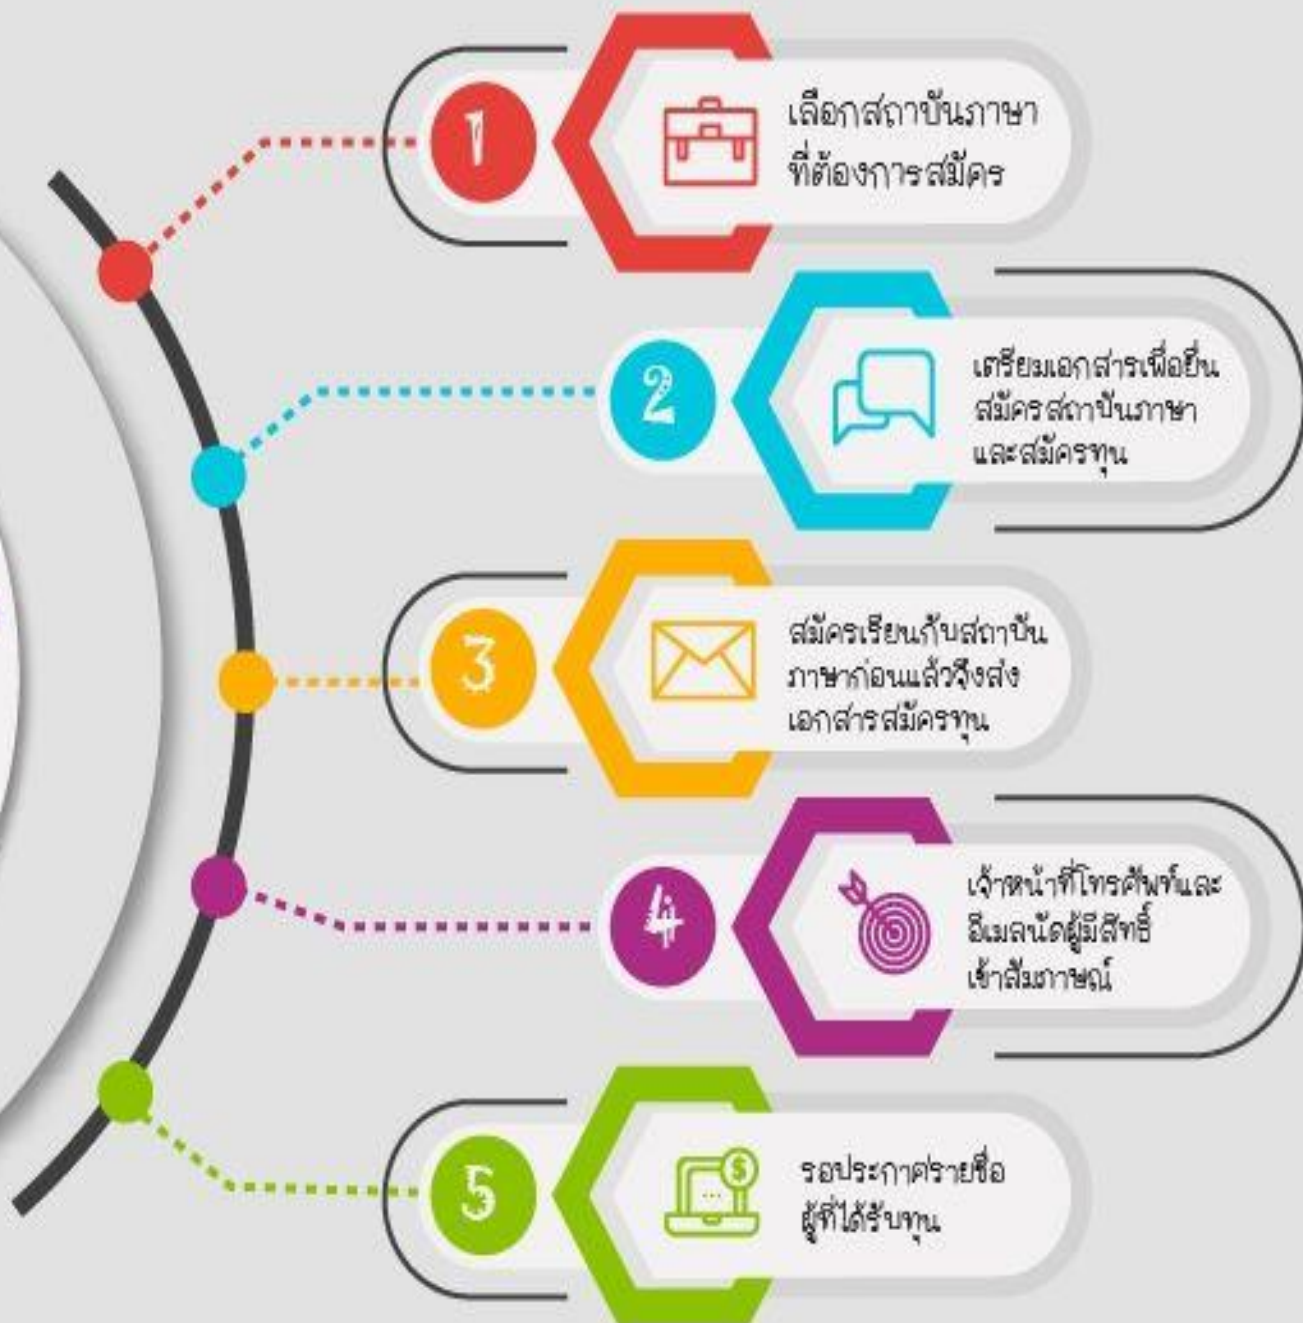 1
เลือกสถาบันภาษา
ที่ต้องการสมัคร
2
เตรียมเอกสารเพื่อยื่น
สมัครสถาบันภาษา
และสมัครทุน
3
สมัครเรียนกับสถาบัน
ภาษาก่อนแล้วจึงส่ง
เอกสารสมัครทุน
4
เจ้าหน้าที่โทรศัพท์และ
อีเมลนัดผู้มีสิทธิ์
เข้าสัมภาษณ์
5
$
รอประกาศรายชื่อ
ผู้ที่ได้รับทุน